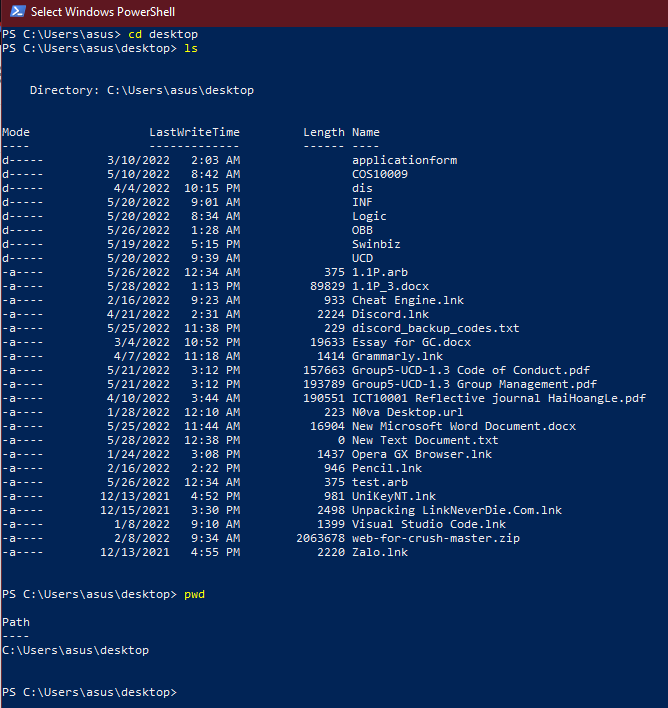 Select Windows PowerShell
PS C:\Users\asus> cd desktop
PS C:\Users\asus\desktop> ls
Directory: C:\Users\asus\desktop
Mode LastWriteTime Length Name
---- ------------- ------ ----
d----- 3/10/2022 2:03 AM applicationform
d----- 5/10/2022 8:42 AM COS10009
d----- 4/4/2022 10:15 PM dis
d----- 5/20/2022 9:01 AM INF
d----- 5/20/2022 8:34 AM Logic
d----- 5/26/2022 1:28 AM OBB
d----- 5/19/2022 5:15 PM Swinbiz
d----- 5/20/2022 9:39 AM UCD
-a---- 5/26/2022 12:34 AM 375 1.1P.arb
-a---- 5/28/2022 1:13 PM 89829 1.1P_3.docx
-a---- 2/16/2022 9:23 AM 933 Cheat Engine.lnk
-a---- 4/21/2022 2:31 AM 2224 Discord.lnk
-a---- 5/25/2022 11:38 PM 229 discord_backup_codes.txt
-a---- 3/4/2022 10:52 PM 19633 Essay for GC.docx
-a---- 4/7/2022 11:18 AM 1414 Grammarly.lnk
-a---- 5/21/2022 3:12 PM 157663 Group5-UCD-1.3 Code of Conduct.pdf
-a---- 5/21/2022 3:12 PM 193789 Group5-UCD-1.3 Group Management.pdf
-a---- 4/10/2022 3:44 AM 190551 ICT10001 Reflective journal HaiHoangLe.pdf
-a---- 1/28/2022 12:10 AM 223 N0va Desktop.url
-a---- 5/25/2022 11:44 AM 16904 New Microsoft Word Document.docx
-a---- 5/28/2022 12:38 PM 0 New Text Document.txt
-a---- 1/24/2022 3:08 PM 1437 Opera GX Browser.lnk
-a---- 2/16/2022 2:22 PM 946 Pencil.lnk
-a---- 5/26/2022 12:34 AM 375 test.arb
-a---- 12/13/2021 4:52 PM 981 UniKeyNT.lnk
-a---- 12/15/2021 3:30 PM 2498 Unpacking LinkNeverDie.Com.lnk
-a---- 1/8/2022 9:10 AM 1399 Visual Studio Code.lnk
-a---- 2/8/2022 9:34 AM 2063678 web-for-crush-master.zip
-a---- 12/13/2021 4:55 PM 2220 Zalo.lnk
PS C:\Users\asus\desktop> pwd
Path
----
C:\Users\asus\desktop
PS C:\Users\asus\desktop>